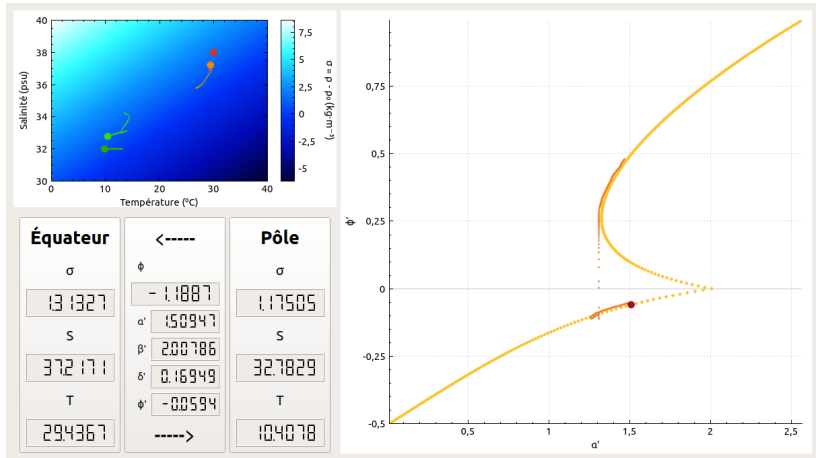 40
38
36
34
32
30
Salinité (psu)
0
10
20
30
40
Température (ºC)
7,5
5
2,5
0
-2,5
-5
σ = ρ - ρ₀ (kg·m⁻³)
Équateur
σ
1.31327
S
37.2171
T
29.4367
<-----
ϕ
-1.1887
α' 1.50947
β' 2.00786
δ' 0.16949
ϕ' -0.0594
----->
Pôle
σ
1.17505
S
32.7829
T
10.4078
ϕ'
0,75
0,5
0,25
0
-0,25
-0,5
0,5
1
1,5
2
2,5
α'